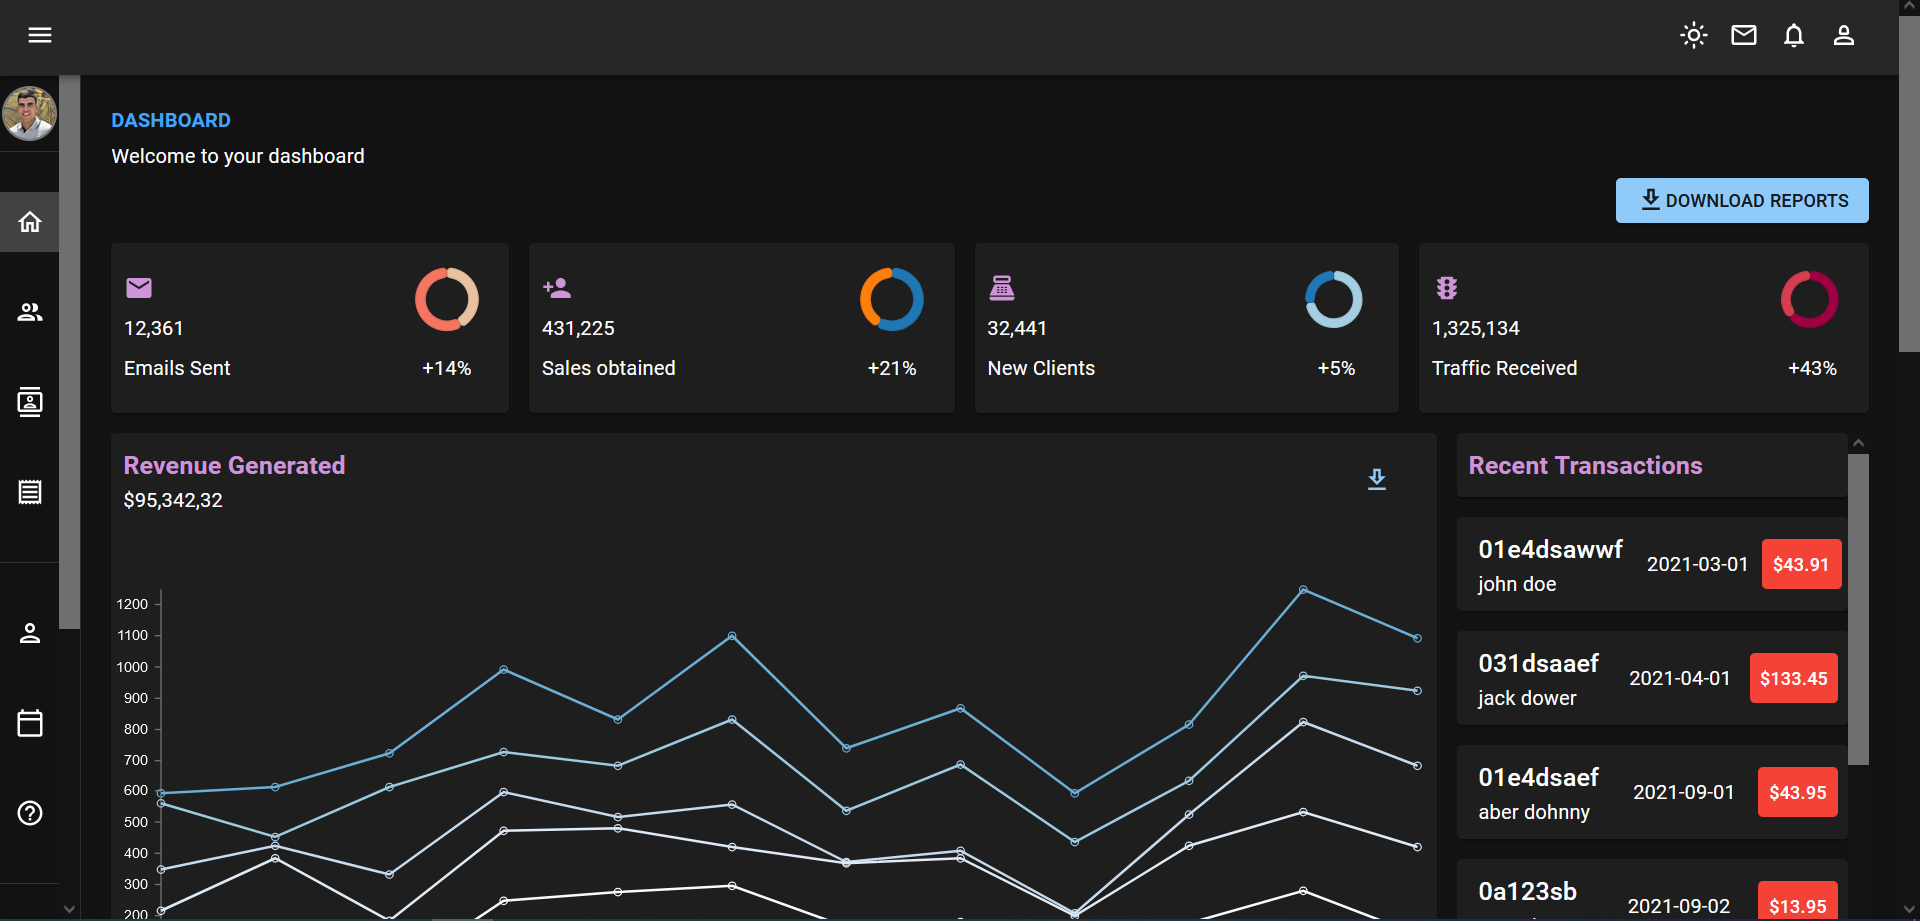 DASHBOARD
Welcome to your dashboard
DOWNLOAD REPORTS
12,361
Emails Sent
+14%
431,225
Sales obtained
+21%
32,441
New Clients
+5%
1,325,134
Traffic Received
+43%
Revenue Generated
$95,342,32
1200
1100
1000
900
800
700
600
500
400
300
200
Recent Transactions
01e4dsawwf
john doe
2021-03-01
$43.91
031dsaaef
jack dower
2021-04-01
$133.45
01e4dsaef
aber dohnny
2021-09-01
$43.95
0a123sb
2021-09-02
$13.95